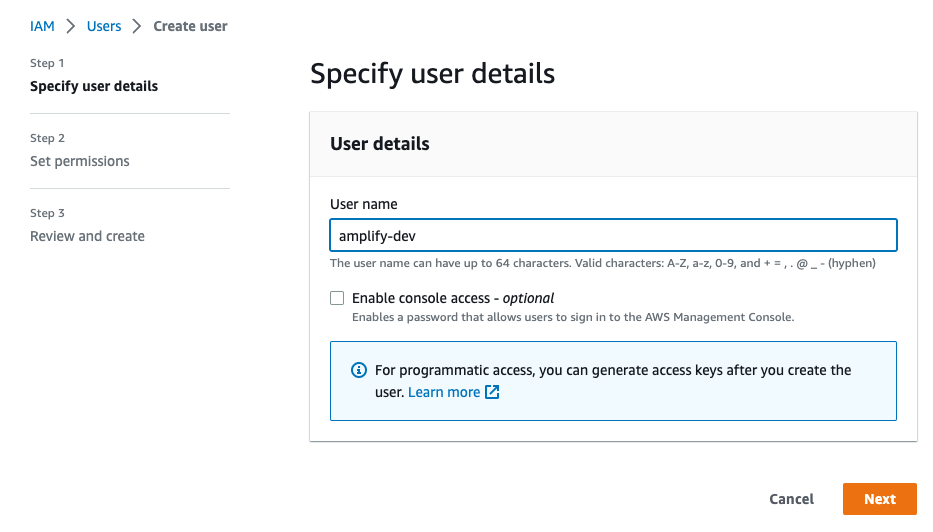 IAM > Users > Create user
Step 1
Specify user details
Step 2
Set permissions
Step 3
Review and create
Specify user details
User details
User name
amplify-dev
The user name can have up to 64 characters. Valid characters: A-Z, a-z, 0-9, and + = , . @ _ - (hyphen)
Enable console access - optional
Enables a password that allows users to sign in to the AWS Management Console.
For programmatic access, you can generate access keys after you create the
user. Learn more
Cancel
Next